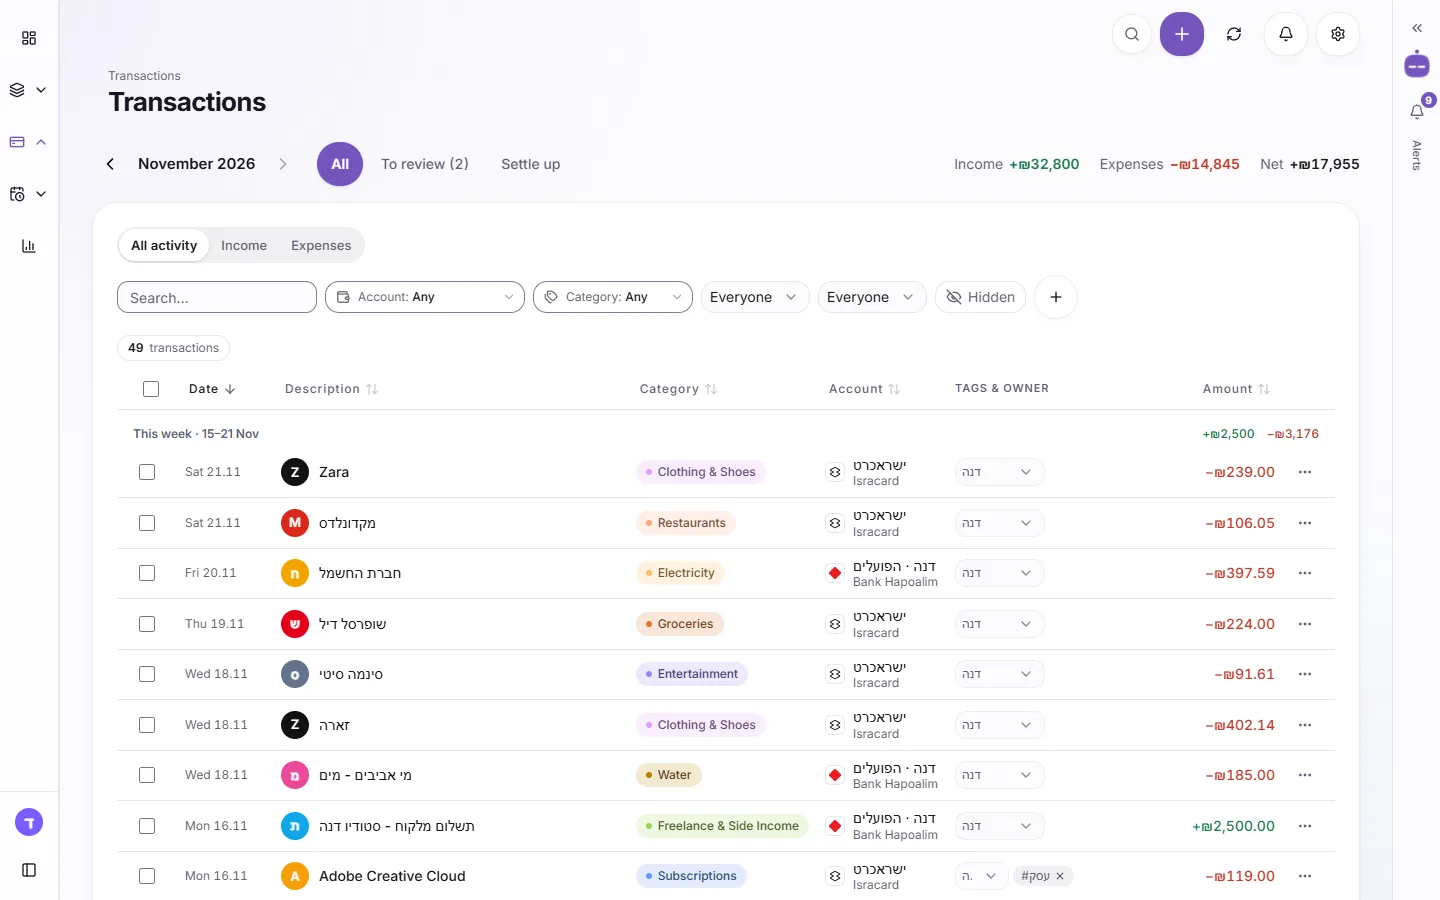 Transactions
Transactions
November 2026
All
To review (2)
Settle up
Income +₪32,800
Expenses −₪14,845
Net +₪17,955
9
Alerts
All activity
Income
Expenses
Search...
Account: Any
Category: Any
Everyone
Everyone
Hidden
49 transactions
Date
Description
Category
Account
TAGS & OWNER
Amount
This week · 15–21 Nov
+₪2,500 −₪3,176
Sat 21.11
Z
Zara
Clothing & Shoes
ישראכרט
Isracard
דנה
−₪239.00
Sat 21.11
M
מקדונלדס
Restaurants
ישראכרט
Isracard
דנה
−₪106.05
Fri 20.11
ח
חברת החשמל
Electricity
דנה · הפועלים
Bank Hapoalim
דנה
−₪397.59
Thu 19.11
ש
שופרסל דיל
Groceries
ישראכרט
Isracard
דנה
−₪224.00
Wed 18.11
ס
סינמה סיטי
Entertainment
ישראכרט
Isracard
דנה
−₪91.61
Wed 18.11
Z
זארה
Clothing & Shoes
ישראכרט
Isracard
דנה
−₪402.14
Wed 18.11
מ
מי אביבים - מים
Water
דנה · הפועלים
Bank Hapoalim
דנה
−₪185.00
Mon 16.11
ת
תשלום מלקוח - סטודיו דנה
Freelance & Side Income
דנה · הפועלים
Bank Hapoalim
דנה
+₪2,500.00
Mon 16.11
A
Adobe Creative Cloud
Subscriptions
ישראכרט
Isracard
ה.
#עסק
−₪119.00
ד